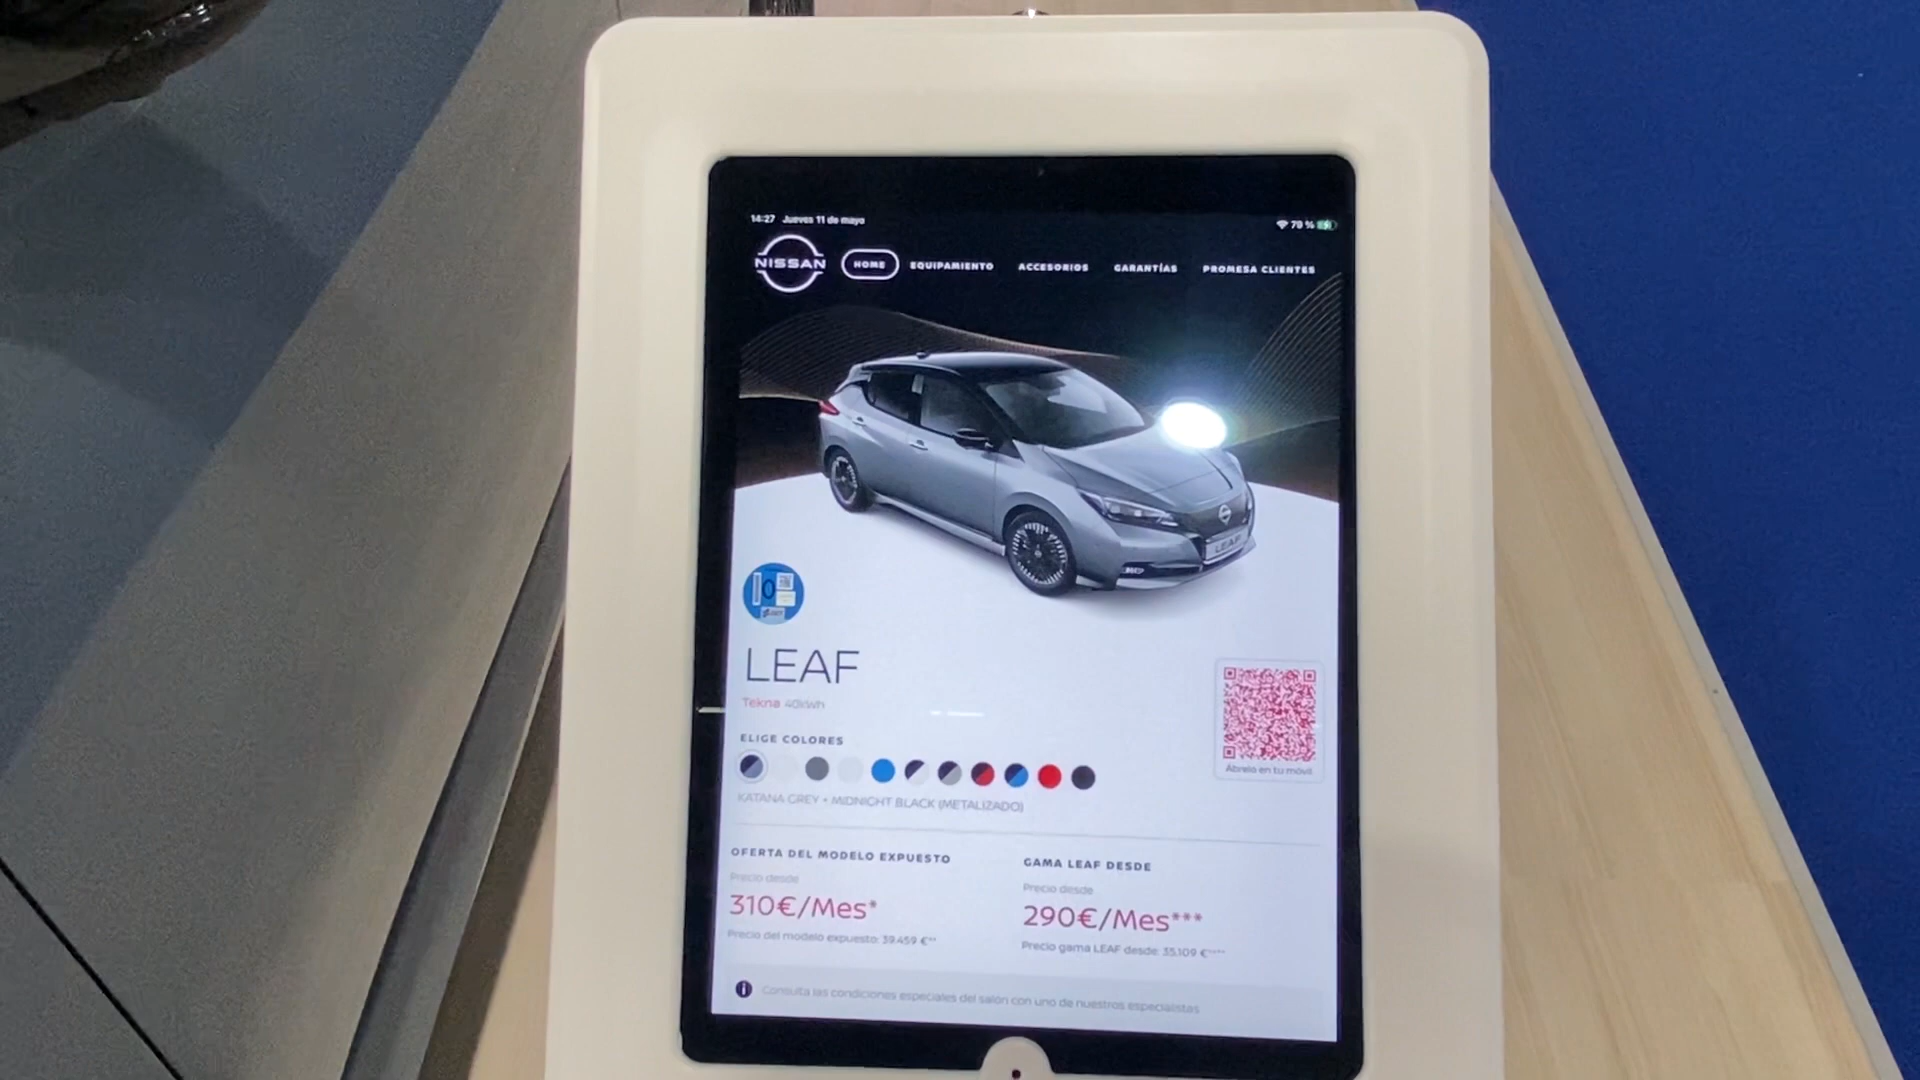 14:27 Jueves 11 de mayo
79 %
NISSAN
HOME EQUIPAMIENTO ACCESORIOS GARANTÍAS PROMESA CLIENTES
LEAF
0
LEAF
Tekna 40kWh
ELIGE COLORES
Ábrelo en tu móvil
KATANA GREY + MIDNIGHT BLACK (METALIZADO)
OFERTA DEL MODELO EXPUESTO
Precio desde
310€/Mes*
Precio del modelo expuesto: 39.459 €**
GAMA LEAF DESDE
Precio desde
290€/Mes***
Precio gama LEAF desde: 35.109 €****
Consulta las condiciones especiales del salón con uno de nuestros especialistas